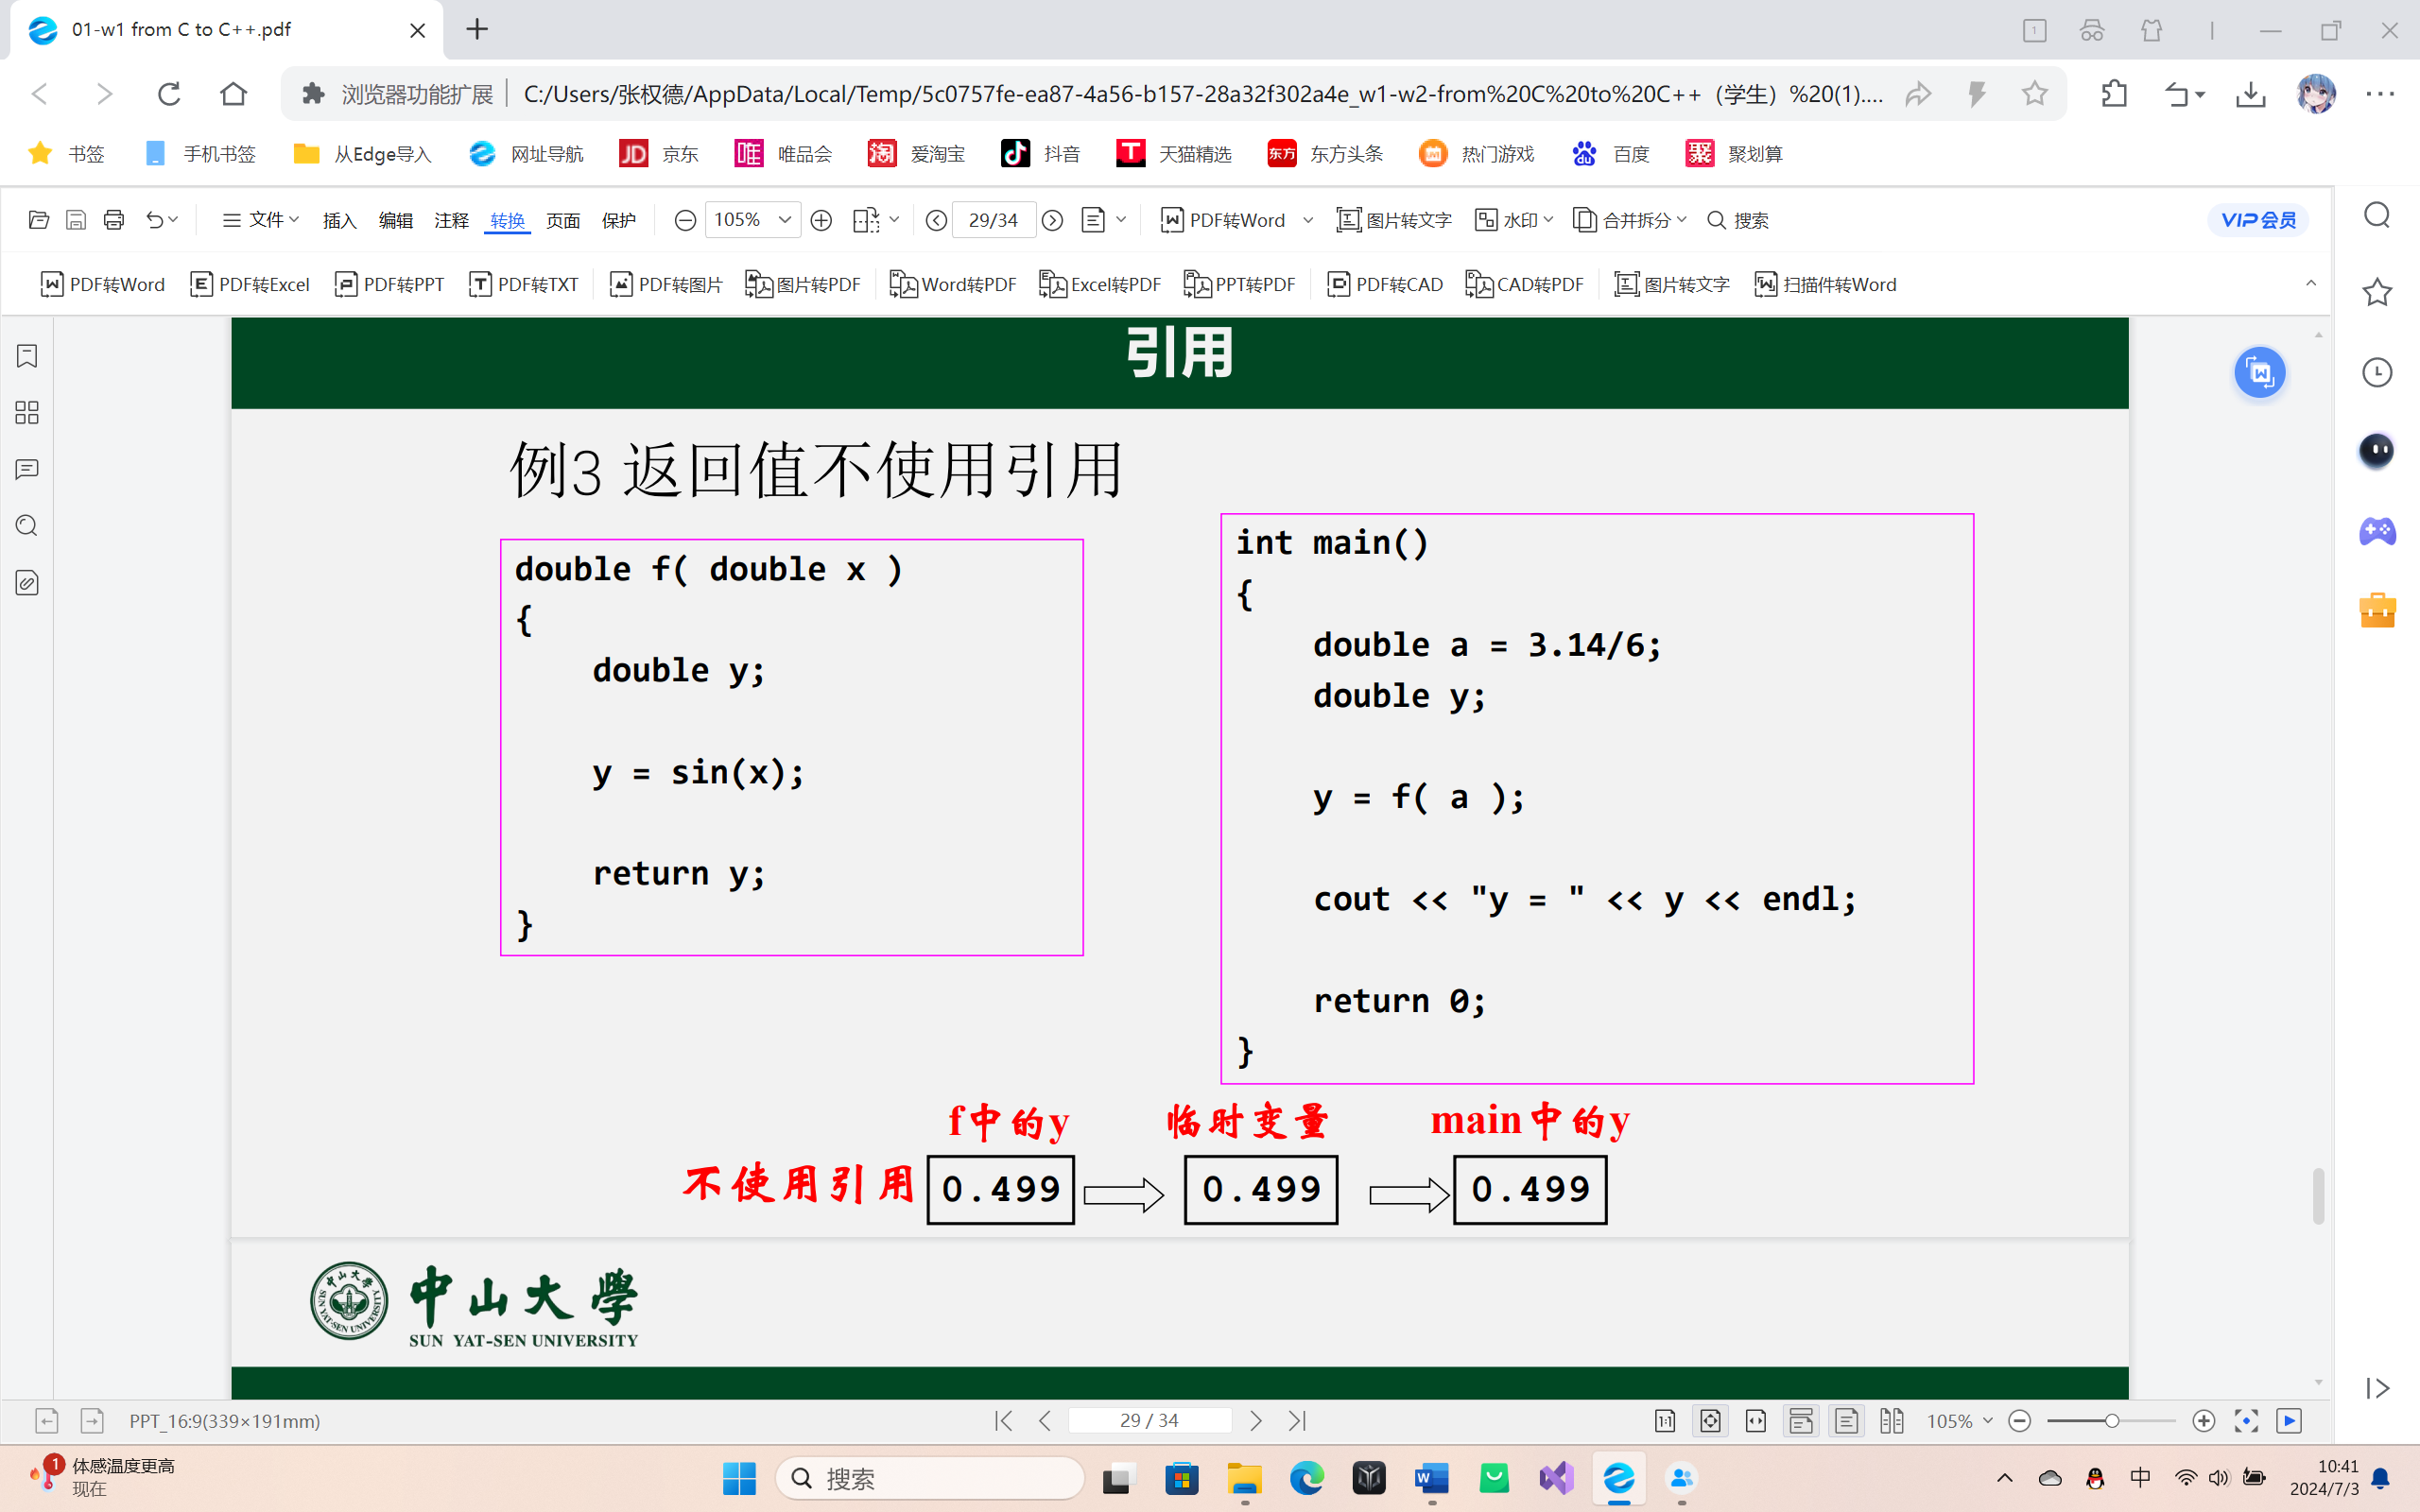 01-w1 from C to C++.pdf
浏览器功能扩展 C:/Users/张权德/AppData/Local/Temp/5c0757fe-ea87-4a56-b157-28a32f302a4e_w1-w2-from%20C%20to%20C++（学生）%20(1)....
书签 手机书签 从Edge导入 网址导航 JD 京东 唯 唯品会 淘 爱淘宝 抖音 T 天猫精选 东方 东方头条 LIVE 热门游戏 du 百度 聚 聚划算
文件 插入 编辑 注释 转换 页面 保护 105% 29/34 PDF转Word 图片转文字 水印 合并拆分 搜索 VIP会员
PDF转Word PDF转Excel PDF转PPT PDF转TXT PDF转图片 图片转PDF Word转PDF Excel转PDF PPT转PDF PDF转CAD CAD转PDF 图片转文字 扫描件转Word
引用
例3 返回值不使用引用
double f( double x )
{
double y;
y = sin(x);
return y;
}
int main()
{
double a = 3.14/6;
double y;
y = f( a );
cout << "y = " << y << endl;
return 0;
}
f中的y 临时变量 main中的y
不使用引用 0.499 0.499 0.499
中山大學
SUN YAT-SEN UNIVERSITY
PPT_16:9(339×191mm) 29 / 34 1:1 105%
1 体感温度更高
现在
搜索
中
10:41
2024/7/3